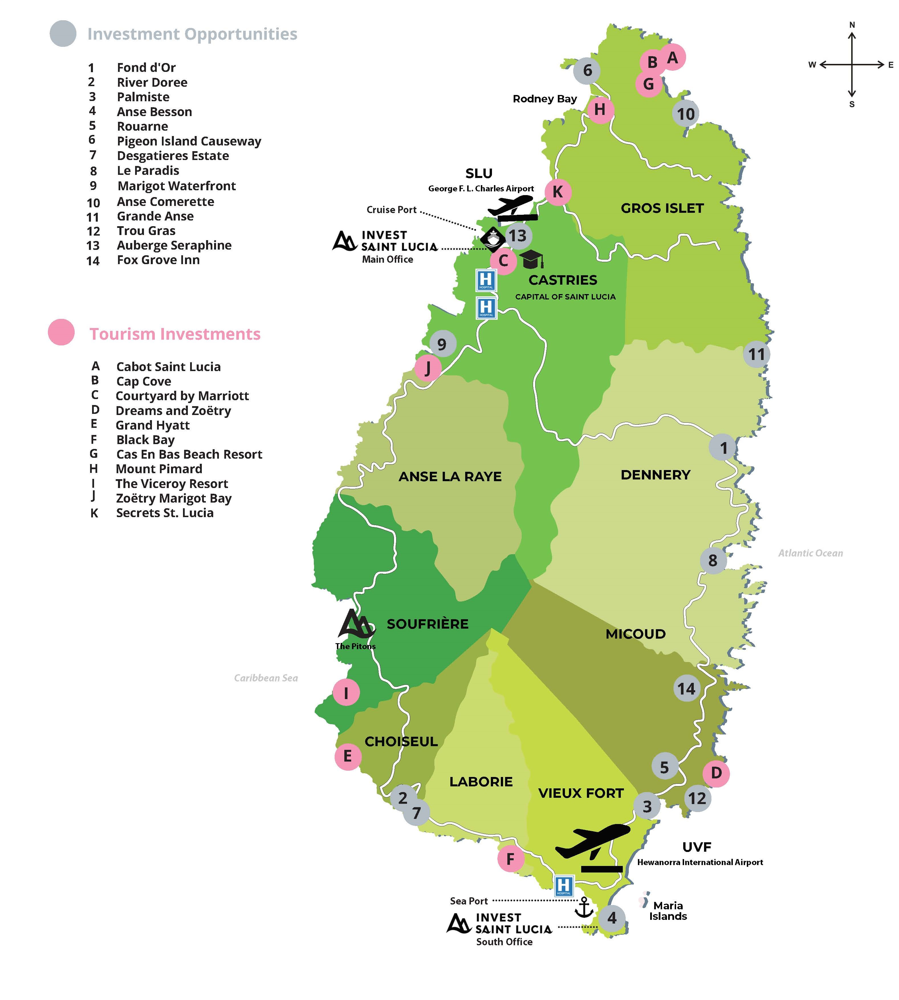 Investment Opportunities
1 Fond d'Or
2 River Doree
3 Palmiste
4 Anse Besson
5 Rouarne
6 Pigeon Island Causeway
7 Desgatieres Estate
8 Le Paradis
9 Marigot Waterfront
10 Anse Comerette
11 Grande Anse
12 Trou Gras
13 Auberge Seraphine
14 Fox Grove Inn
Tourism Investments
A Cabot Saint Lucia
B Cap Cove
C Courtyard by Marriott
D Dreams and Zoëtry
E Grand Hyatt
F Black Bay
G Cas En Bas Beach Resort
H Mount Pimard
I The Viceroy Resort
J Zoëtry Marigot Bay
K Secrets St. Lucia
N
W
E
S
A
B
6
G
Rodney Bay
H
10
SLU
George F. L. Charles Airport
K
GROS ISLET
Cruise Port
13
INVEST
SAINT LUCIA
Main Office
C
H
HOSPITAL
CASTRIES
CAPITAL OF SAINT LUCIA
H
HOSPITAL
9
11
J
1
ANSE LA RAYE
DENNERY
Atlantic Ocean
8
SOUFRIÈRE
MICOUD
The Pitons
Caribbean Sea
I
14
CHOISEUL
E
5
D
LABORIE
VIEUX FORT
2
12
3
7
UVF
Hewanorra International Airport
F
H
HOSPITAL
Sea Port
Maria
Islands
INVEST
SAINT LUCIA
South Office
4